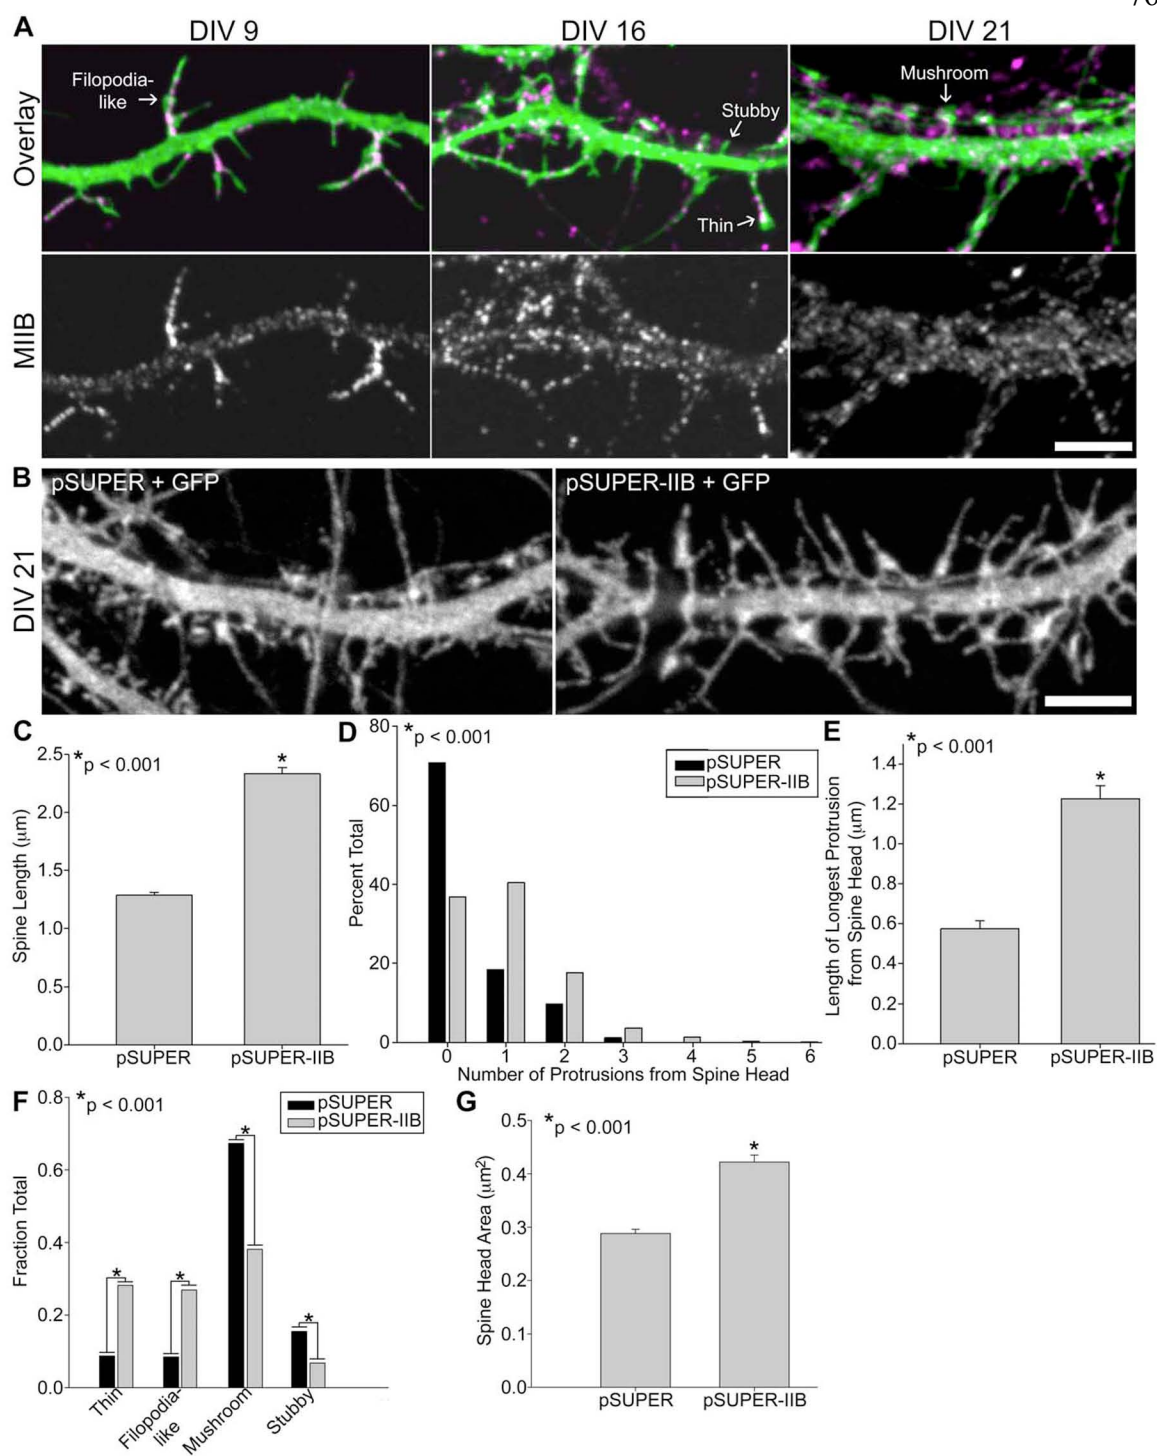 A
DIV 9
DIV 16
DIV 21
Overlay
Filopodia-
like
Stubby
Thin
Mushroom
MIIB
B
pSUPER + GFP
pSUPER-IIB + GFP
DIV 21
C
*p < 0.001
Spine Length (μm)
2.5
2.0
1.5
1.0
0.5
0.0
*
pSUPER
pSUPER-IIB
D
*p < 0.001
pSUPER
pSUPER-IIB
Percent Total
80
60
40
20
0
0 1 2 3 4 5 6
Number of Protrusions from Spine Head
E
*p < 0.001
Length of Longest Protrusion
from Spine Head (μm)
1.4
1.2
1.0
0.8
0.6
0.4
0.2
0.0
*
pSUPER
pSUPER-IIB
F
*p < 0.001
pSUPER
pSUPER-IIB
Fraction Total
0.8
0.6
0.4
0.2
0.0
*
*
*
*
Thin
Filopodia-
like
Mushroom
Stubby
G
*p < 0.001
Spine Head Area (μm²)
0.5
0.4
0.3
0.2
0.1
0.0
*
pSUPER
pSUPER-IIB